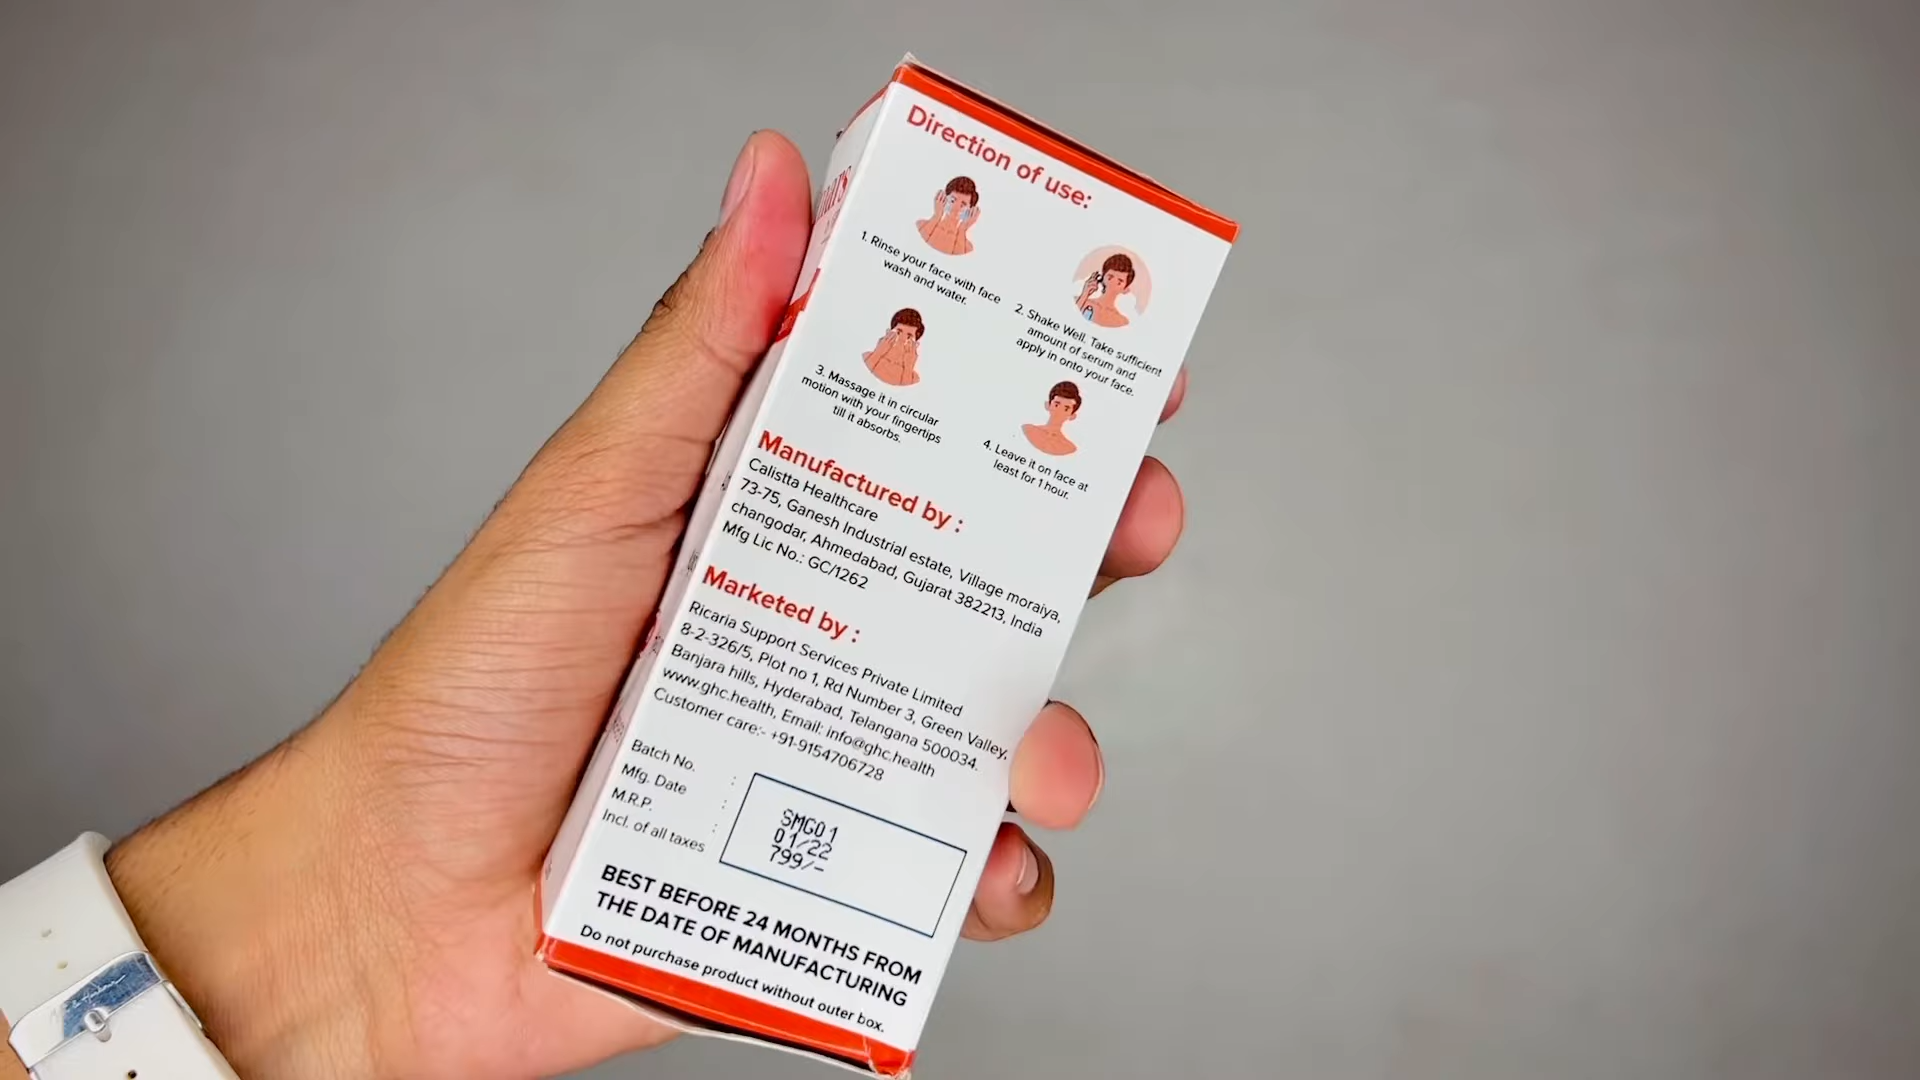 Direction of use:
1. Rinse your face with face
wash and water.
2. Shake Well. Take sufficient
amount of serum and
apply in onto your face.
3. Massage it in circular
motion with your fingertips
till it absorbs.
4. Leave it on face at
least for 1 hour.
Manufactured by :
Calistta Healthcare
73-75, Ganesh Industrial estate, Village moraiya,
changodar, Ahmedabad, Gujarat 382213, India
Mfg Lic No.: GC/1262
Marketed by :
Ricaria Support Services Private Limited
8-2-326/5, Plot no 1, Rd Number 3, Green Valley,
Banjara hills, Hyderabad, Telangana 500034.
www.ghc.health, Email: info@ghc.health
Customer care:- +91-9154706728
Batch No. :
Mfg. Date :
M.R.P. :
Incl. of all taxes
SMG01
01/22
799/-
BEST BEFORE 24 MONTHS FROM
THE DATE OF MANUFACTURING
Do not purchase product without outer box.